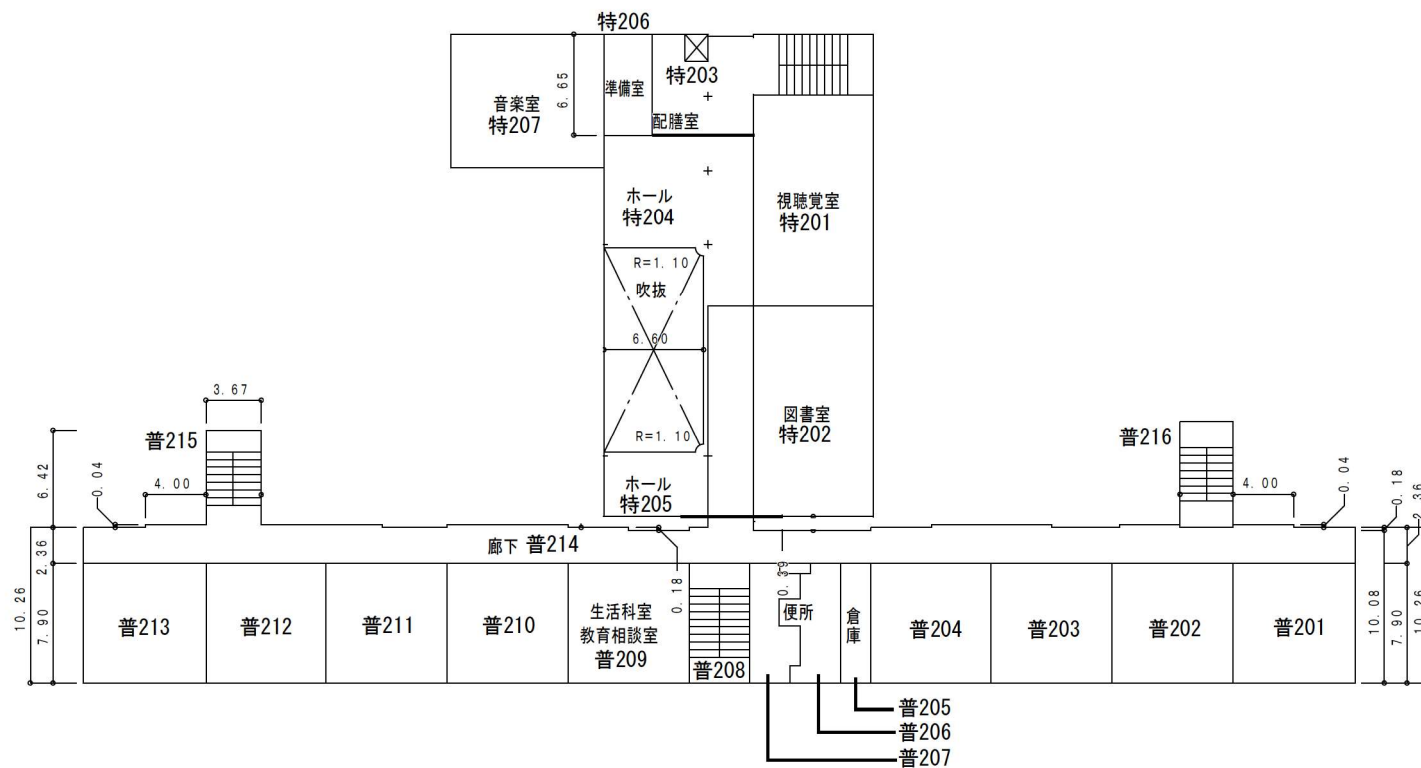 特206
準備室
特203
6.65
音楽室
特207
配膳室
ホール
特204
視聴覚室
特201
R=1.10
吹抜
6.60
R=1.10
図書室
特202
ホール
特205
3.67
普215
6.42
0.04
4.00
普216
4.00
0.04
0.18
2.36
廊下 普214
10.26
2.36
7.90
0.18
0.39
普213
普212
普211
普210
生活科室
教育相談室
普209
普208
便所
倉庫
普204
普203
普202
普201
10.08
7.90
10.26
普205
普206
普207